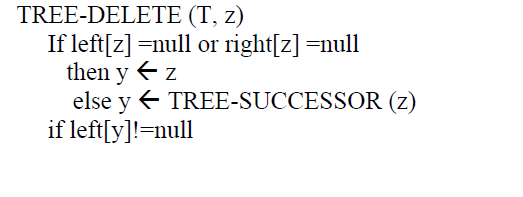 TREE-DELETE (T, z)
If left[z] =null or right[z] =null
then y ← z
else y ← TREE-SUCCESSOR (z)
if left[y]!=null